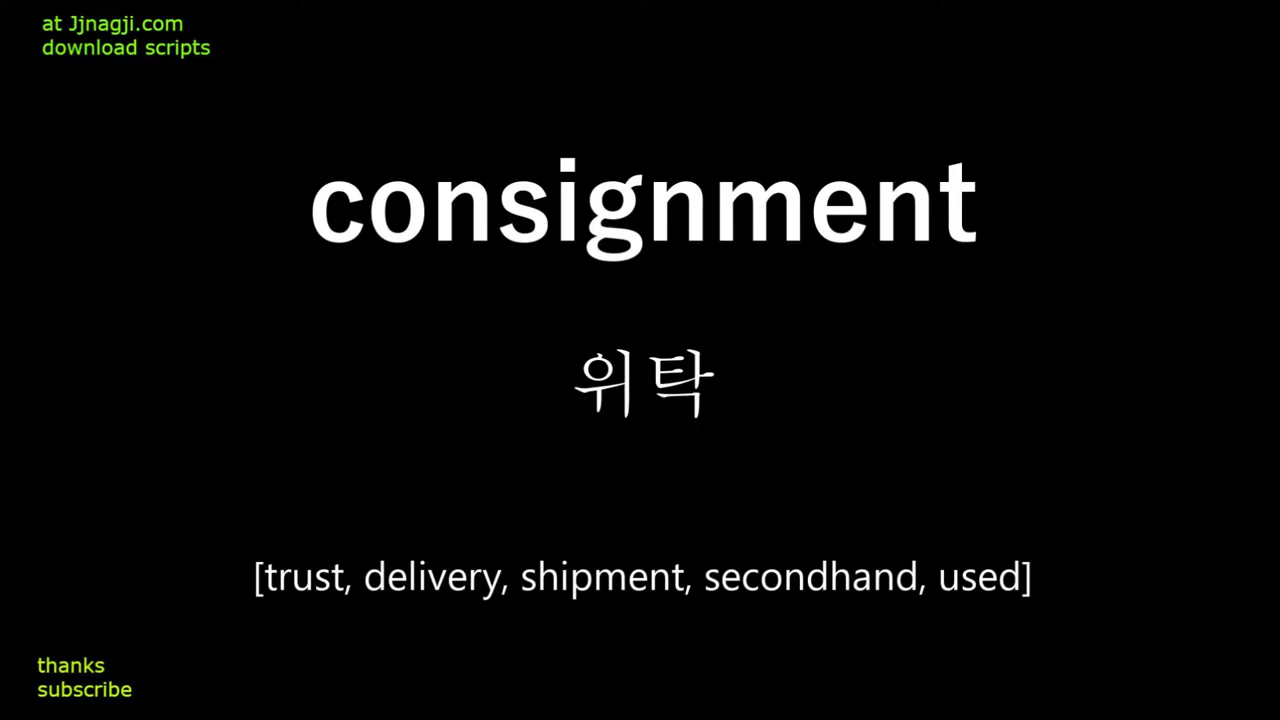 at Jjnagji.com
download scripts
consignment
위탁
[trust, delivery, shipment, secondhand, used]
thanks
subscribe